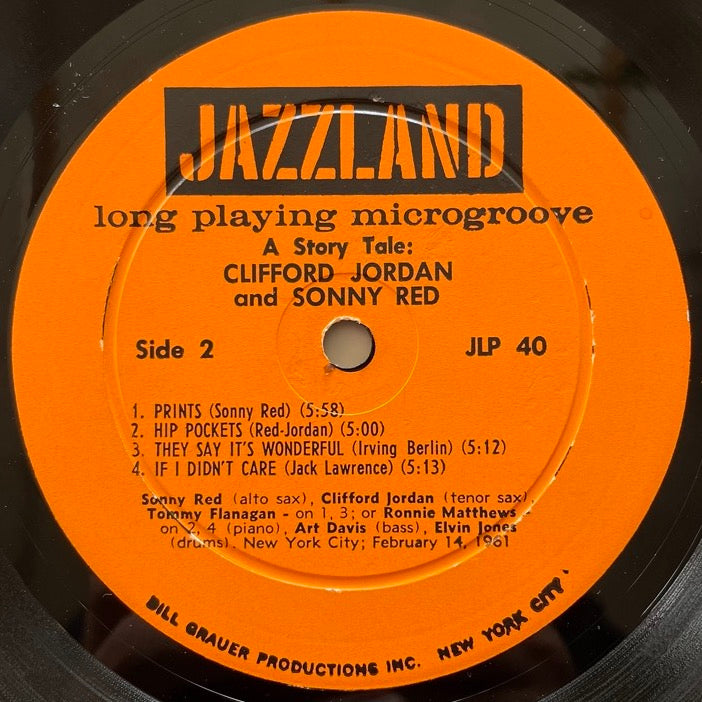 JAZZLAND
long playing microgroove
A Story Tale:
CLIFFORD JORDAN
and SONNY RED
Side 2
JLP 40
1. PRINTS (Sonny Red) (5:58)
2. HIP POCKETS (Red-Jordan) (5:00)
3. THEY SAY IT'S WONDERFUL (Irving Berlin) (5:12)
4. IF I DIDN'T CARE (Jack Lawrence) (5:13)
Sonny Red (alto sax), Clifford Jordan (tenor sax),
Tommy Flanagan - on 1, 3; or Ronnie Matthews -
on 2, 4 (piano), Art Davis (bass), Elvin Jones
(drums). New York City; February 14, 1961
BILL GRAUER PRODUCTIONS INC. NEW YORK CITY